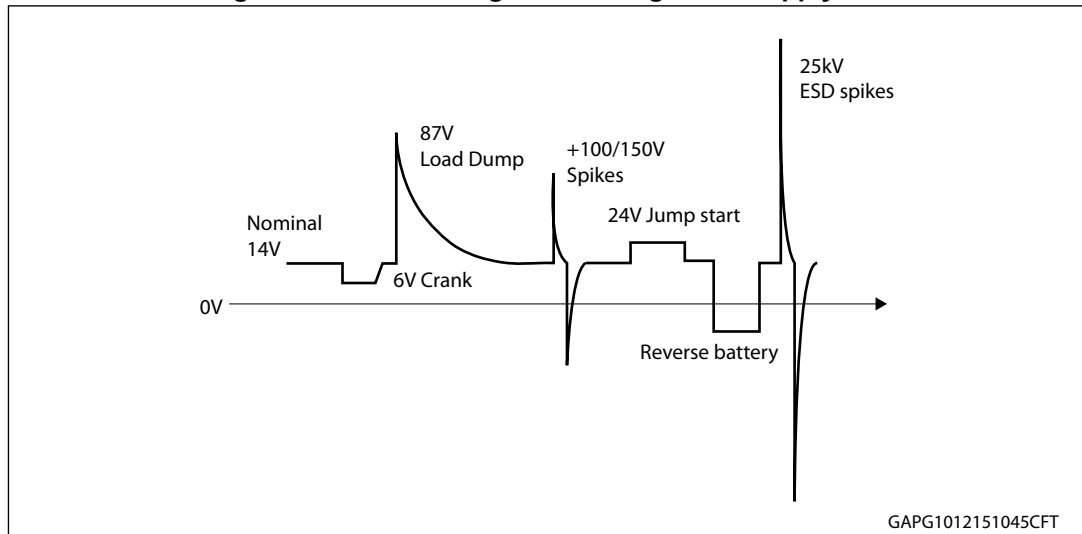 Nominal
14V
6V Crank
87V
Load Dump
+100/150V
Spikes
24V Jump start
Reverse battery
25kV
ESD spikes
0V
GAPG1012151045CFT